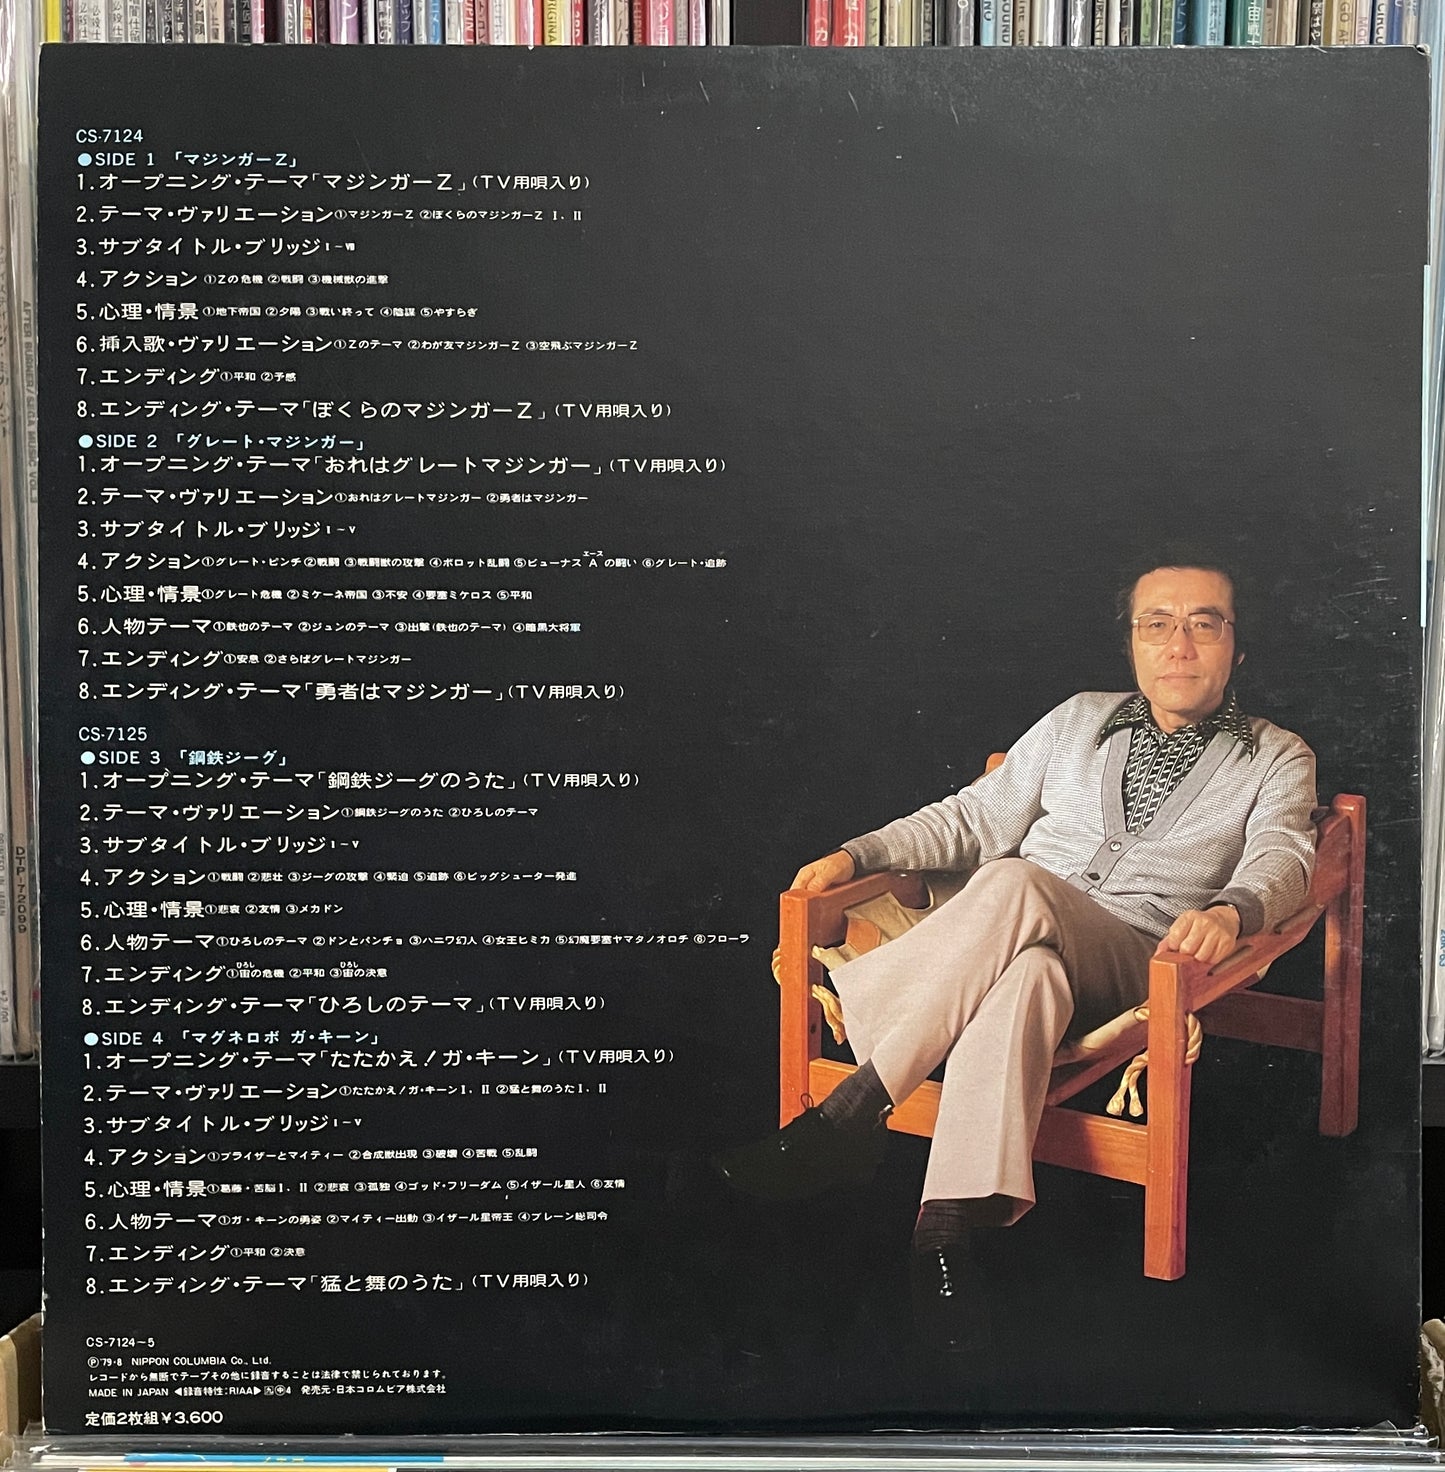 CS-7124
●SIDE 1 「マジンガーZ」
1.オープニング・テーマ「マジンガーZ」(TV用唄入り)
2.テーマ・ヴァリエーション①マジンガーZ ②ぼくらのマジンガーZ Ⅰ、Ⅱ
3.サブタイトル・ブリッジⅠ~Ⅶ
4.アクション ①Zの危機 ②戦闘 ③機械獣の進撃
5.心理・情景①地下帝国 ②夕陽 ③戦い終って ④陰謀 ⑤やすらぎ
6.挿入歌・ヴァリエーション①Zのテーマ ②わが友マジンガーZ ③空飛ぶマジンガーZ
7.エンディング①平和 ②予感
8.エンディング・テーマ「ぼくらのマジンガーZ」(TV用唄入り)
●SIDE 2 「グレート・マジンガー」
1.オープニング・テーマ「おれはグレートマジンガー」(TV用唄入り)
2.テーマ・ヴァリエーション①おれはグレートマジンガー ②勇者はマジンガー
3.サブタイトル・ブリッジⅠ~Ⅴ
4.アクション①グレート・ピンチ②戦闘 ③戦闘獣の攻撃 ④ボロット乱闘 ⑤ビューナスAエースの闘い ⑥グレート・追跡
5.心理・情景①グレート危機 ②ミケーネ帝国 ③不安 ④要塞ミケロス ⑤平和
6.人物テーマ①鉄也のテーマ ②ジュンのテーマ ③出撃(鉄也のテーマ) ④暗黒大将軍
7.エンディング①安息 ②さらばグレートマジンガー
8.エンディング・テーマ「勇者はマジンガー」(TV用唄入り)
CS-7125
●SIDE 3 「鋼鉄ジーグ」
1.オープニング・テーマ「鋼鉄ジーグのうた」(TV用唄入り)
2.テーマ・ヴァリエーション①鋼鉄ジーグのうた ②ひろしのテーマ
3.サブタイトル・ブリッジⅠ~Ⅴ
4.アクション①戦闘 ②悲壮 ③ジーグの攻撃 ④緊迫 ⑤追跡 ⑥ビッグシューター発進
5.心理・情景①悲哀 ②友情 ③メカドン
6.人物テーマ①ひろしのテーマ ②ドンとパンチョ ③ハニワ幻人 ④女王ヒミカ ⑤幻魔要塞ヤマタノオロチ ⑥フローラ
7.エンディング①宙ひろしの危機 ②平和 ③宙ひろしの決意
8.エンディング・テーマ「ひろしのテーマ」(TV用唄入り)
●SIDE 4 「マグネロボ ガ・キーン」
1.オープニング・テーマ「たたかえ!ガ・キーン」(TV用唄入り)
2.テーマ・ヴァリエーション①たたかえ!ガ・キーンⅠ、Ⅱ ②猛と舞のうたⅠ、Ⅱ
3.サブタイトル・ブリッジⅠ~Ⅴ
4.アクション①プライザーとマイティー ②合成獣出現 ③破壊 ④苦戦 ⑤乱闘
5.心理・情景①葛藤・苦悩Ⅰ、Ⅱ ②悲哀 ③孤独 ④ゴッド・フリーダム ⑤イザール星人 ⑥友情
6.人物テーマ①ガ・キーンの勇姿 ②マイティー出動 ③イザール星帝王 ④ブレーン総司令
7.エンディング①平和 ②決意
8.エンディング・テーマ「猛と舞のうた」(TV用唄入り)
CS-7124~5
Ⓟ'79・8 NIPPON COLUMBIA Co., Ltd.
レコードから無断でテープその他に録音することは法律で禁じられております。
MADE IN JAPAN ◀録音特性:RIAA▶ 発売元・日本コロムビア株式会社
定価2枚組¥3,600
AFTER BURNER/SEGA MUSIC VOL.3
DTP-72099